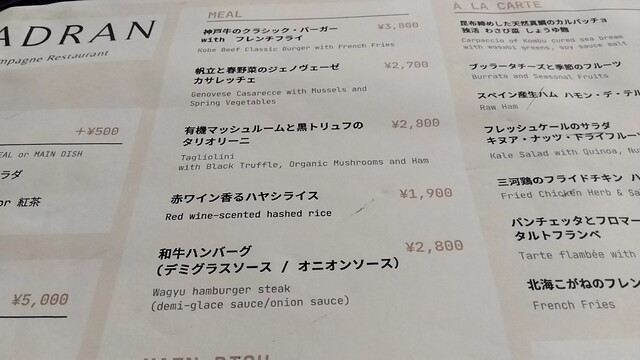 ADRAN
mpagne Restaurant
+¥500
EAL or MAIN DISH
ラダ
or 紅茶
¥5,000
MEAL
神戸牛のクラシック・バーガー ¥3,800
with フレンチフライ
Kobe Beef Classic Burger with French Fries
帆立と春野菜のジェノヴェーゼ ¥2,700
カサレッチェ
Genovese Casarecce with Mussels and
Spring Vegetables
有機マッシュルームと黒トリュフの ¥2,800
タリオリーニ
Tagliolini
with Black Truffle, Organic Mushrooms and Ham
赤ワイン香るハヤシライス ¥1,900
Red wine-scented hashed rice
和牛ハンバーグ ¥2,800
(デミグラスソース / オニオンソース)
Wagyu hamburger steak
(demi-glace sauce/onion sauce)
MAIN DISH
A LA CARTE
昆布締めした天然真鯛のカルパッチョ
独活 わさび菜 しょうゆ麹
Carpaccio of Kombu cured sea bream
with wasabi greens, soy sauce malt
ブッラータチーズと季節のフルーツ
Burrata and Seasonal Fruits
スペイン産生ハム ハモン・デ・テル
Raw Ham
フレッシュケールのサラダ
キヌア・ナッツ・ドライフルー
Kale Salad with Quinoa, Nu
三河鶏のフライドチキン ハ
Fried Chicken Herb & Sa
パンチェッタとフロマー
タルトフランベ
Tarte flambée with
北海こがねのフレン
French Fries